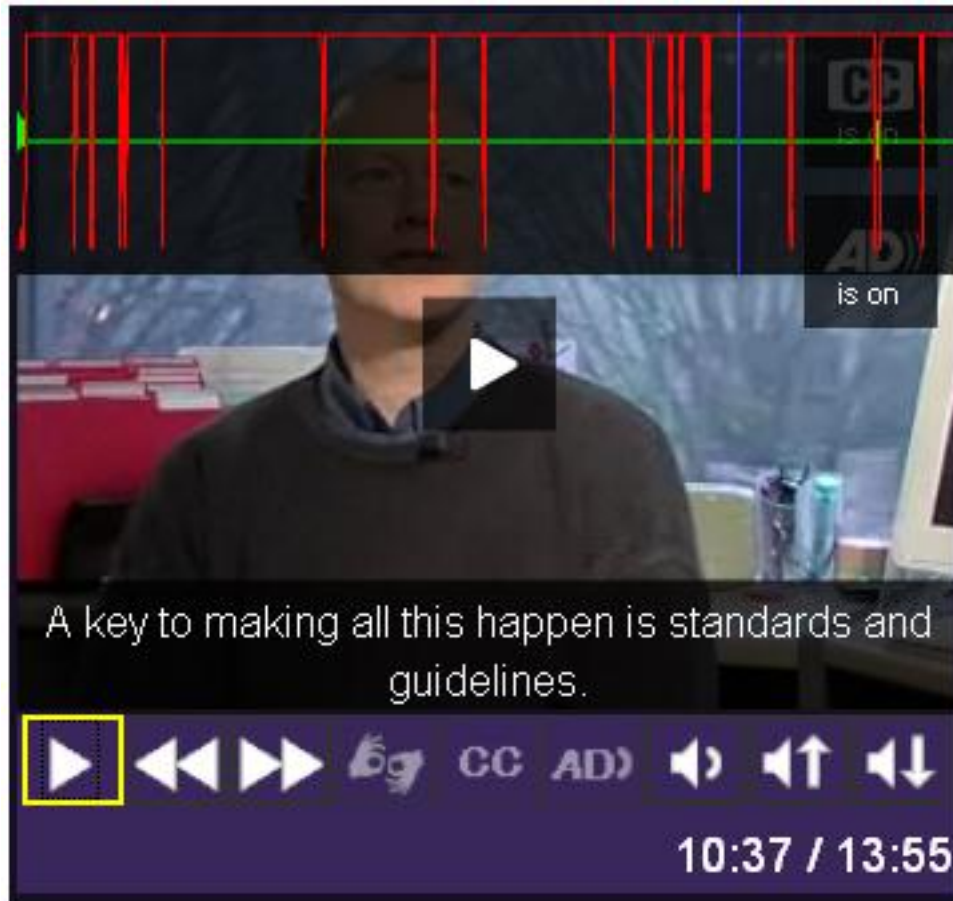 CC
is on
AD
is on
A key to making all this happen is standards and
guidelines.
CC AD
10:37 / 13:55